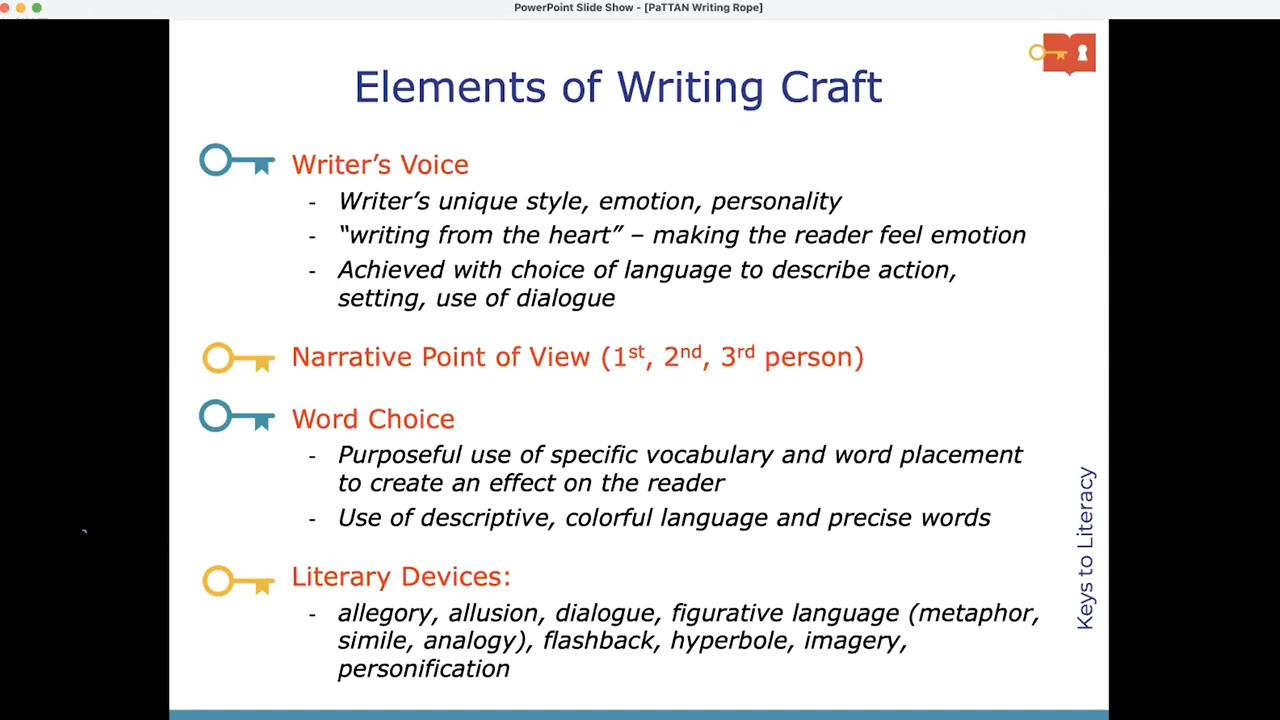 PowerPoint Slide Show - [PaTTAN Writing Rope]
Elements of Writing Craft
Writer’s Voice
- Writer’s unique style, emotion, personality
- “writing from the heart” – making the reader feel emotion
- Achieved with choice of language to describe action,
setting, use of dialogue
Narrative Point of View (1st, 2nd, 3rd person)
Word Choice
- Purposeful use of specific vocabulary and word placement
to create an effect on the reader
- Use of descriptive, colorful language and precise words
Literary Devices:
- allegory, allusion, dialogue, figurative language (metaphor,
simile, analogy), flashback, hyperbole, imagery,
personification
Keys to Literacy